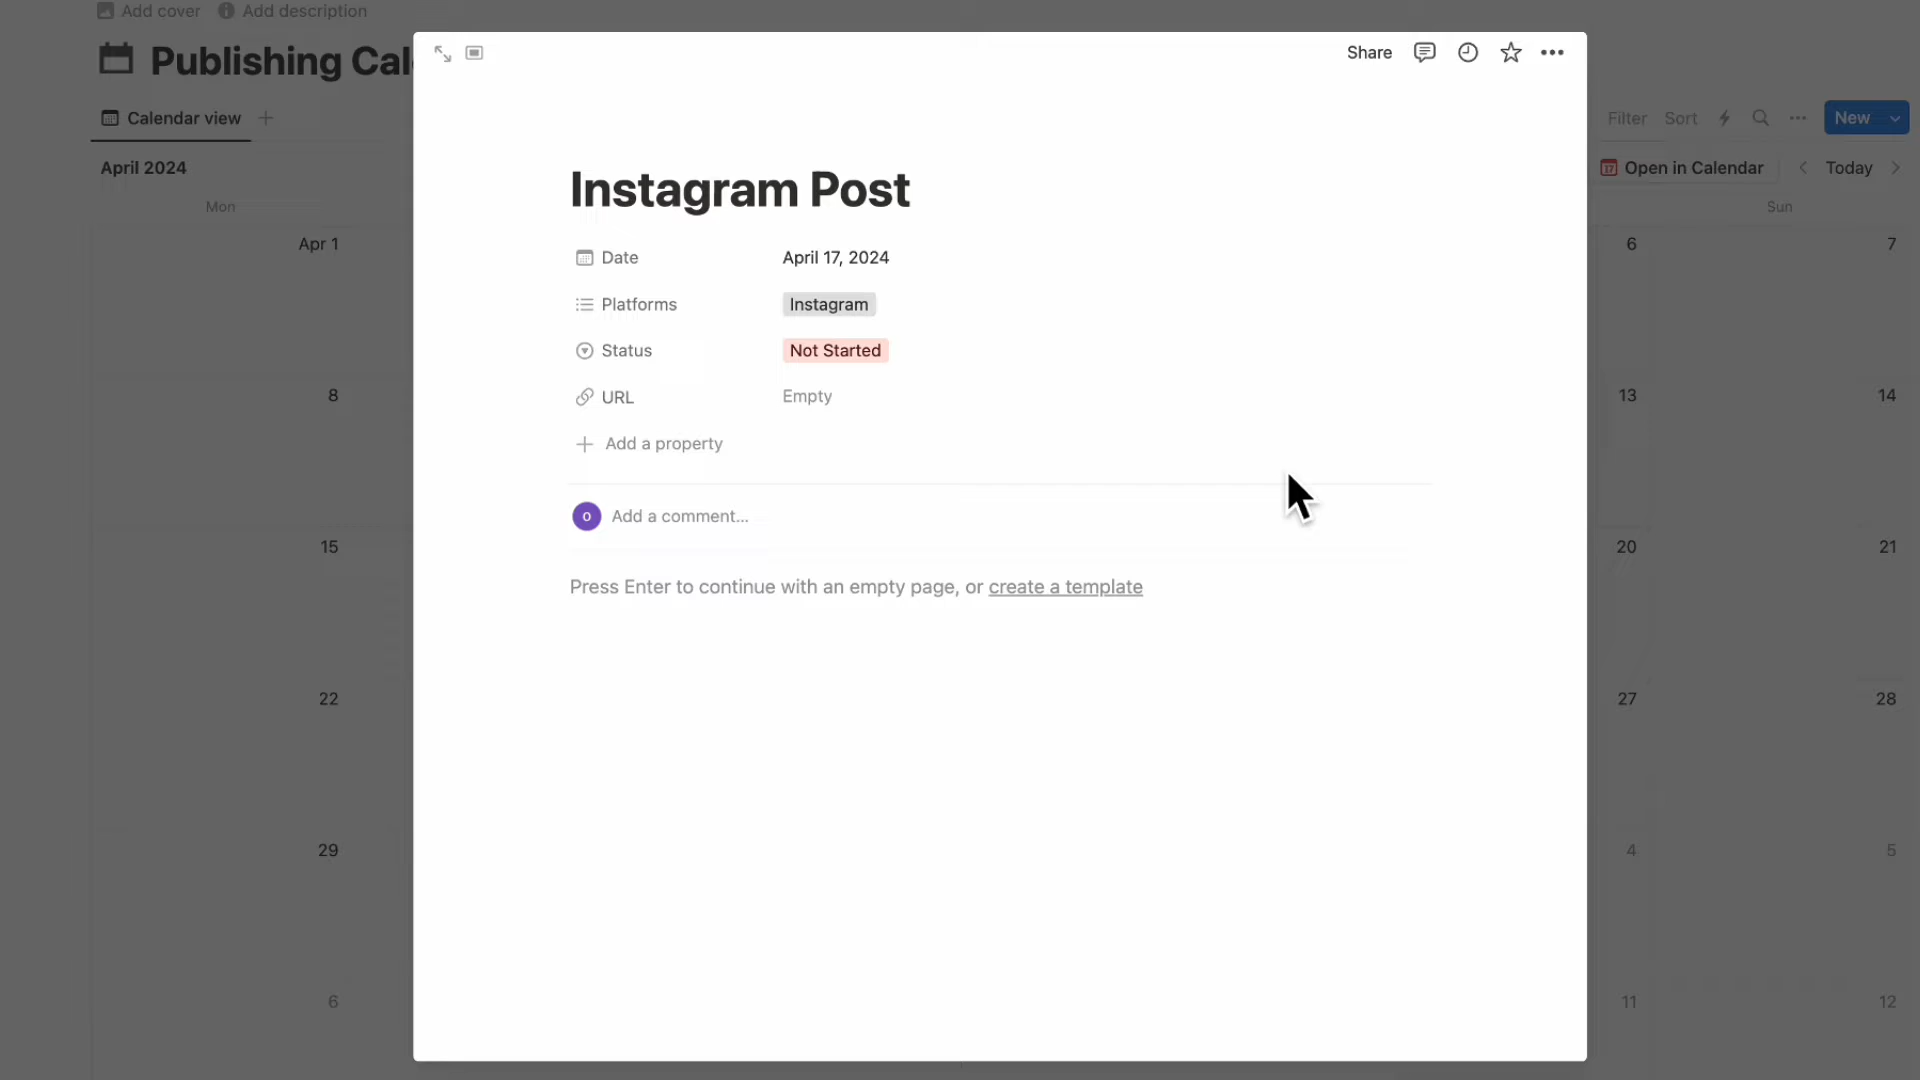 Add cover Add description
Publishing Cal
Calendar view
Filter Sort New
April 2024
Open in Calendar Today
Mon Sun
Apr 1 6 7
8 13 14
15 20 21
22 27 28
29 4 5
6 11 12
Share
Instagram Post
Date April 17, 2024
Platforms Instagram
Status Not Started
URL Empty
Add a property
O Add a comment...
Press Enter to continue with an empty page, or create a template